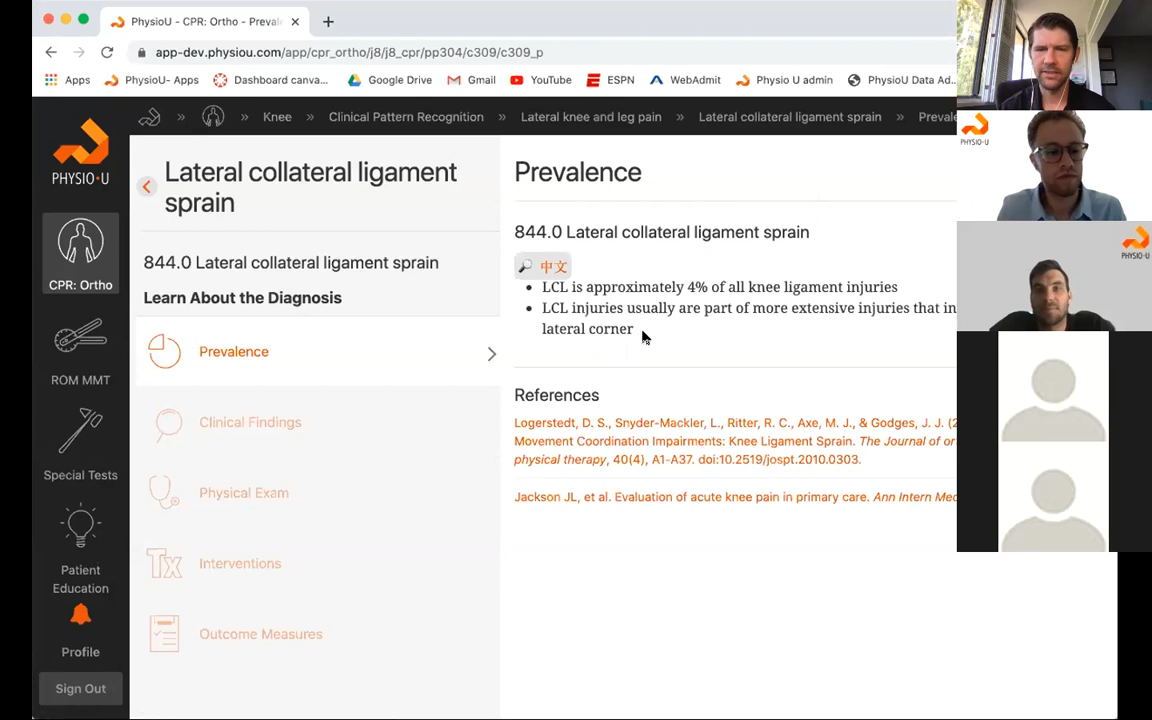 PhysioU - CPR: Ortho - Preval
app-dev.physiou.com/app/cpr_ortho/j8/j8_cpr/pp304/c309/c309_p
Apps PhysioU- Apps Dashboard canva... Google Drive Gmail YouTube ESPN WebAdmit Physio U admin PhysioU Data Ad..
» » Knee » Clinical Pattern Recognition » Lateral knee and leg pain » Lateral collateral ligament sprain » Prevale
PHYSIO·U
CPR: Ortho
ROM MMT
Special Tests
Patient
Education
Profile
Sign Out
Lateral collateral ligament
sprain
844.0 Lateral collateral ligament sprain
Learn About the Diagnosis
Prevalence
Clinical Findings
Physical Exam
Tx Interventions
Outcome Measures
Prevalence
844.0 Lateral collateral ligament sprain
中文
• LCL is approximately 4% of all knee ligament injuries
• LCL injuries usually are part of more extensive injuries that in
lateral corner
References
Logerstedt, D. S., Snyder-Mackler, L., Ritter, R. C., Axe, M. J., & Godges, J. J. (2
Movement Coordination Impairments: Knee Ligament Sprain. The Journal of or
physical therapy, 40(4), A1-A37. doi:10.2519/jospt.2010.0303.
Jackson JL, et al. Evaluation of acute knee pain in primary care. Ann Intern Med
PHYSIO·U
PHYSIO·U